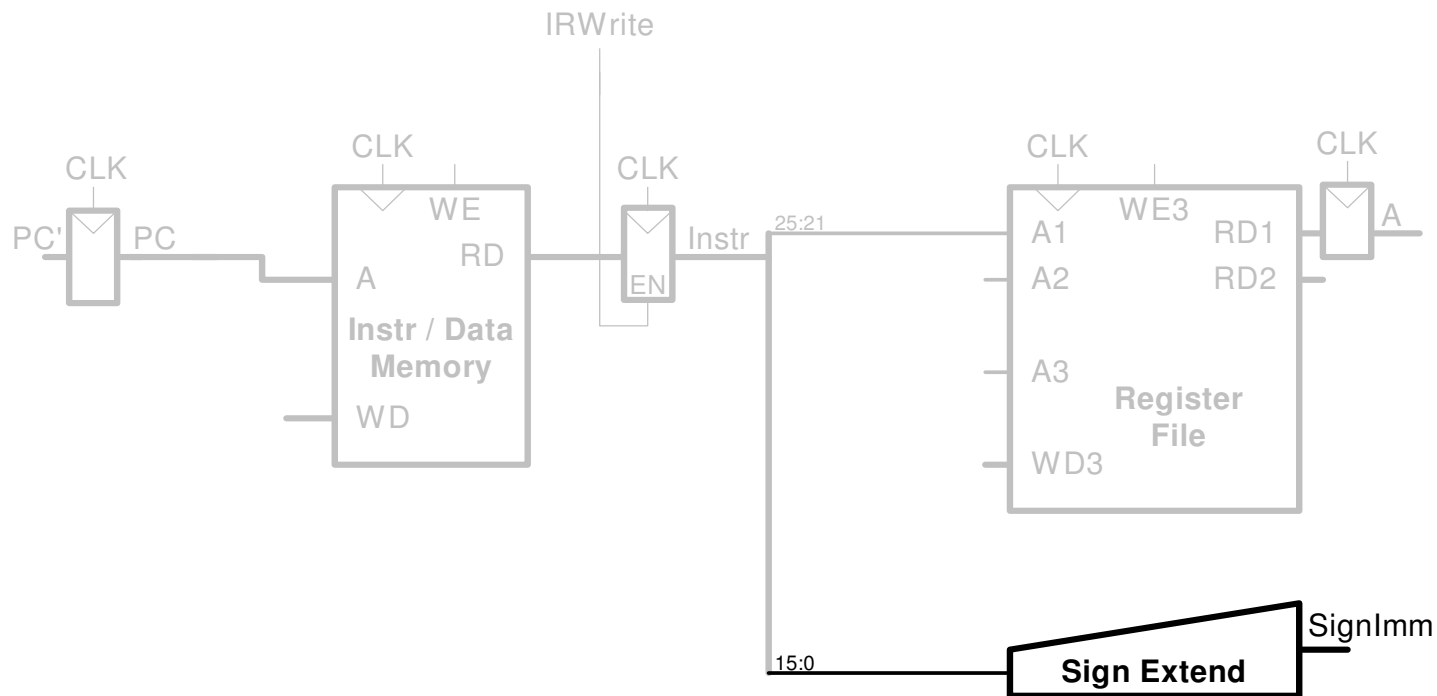 IRWrite
CLK
CLK
CLK
CLK
CLK
PC'
PC
WE
RD
A
Instr / Data
Memory
WD
EN
Instr
25:21
WE3
A1
RD1
A
A2
RD2
A3
Register
File
WD3
SignImm
15:0
Sign Extend